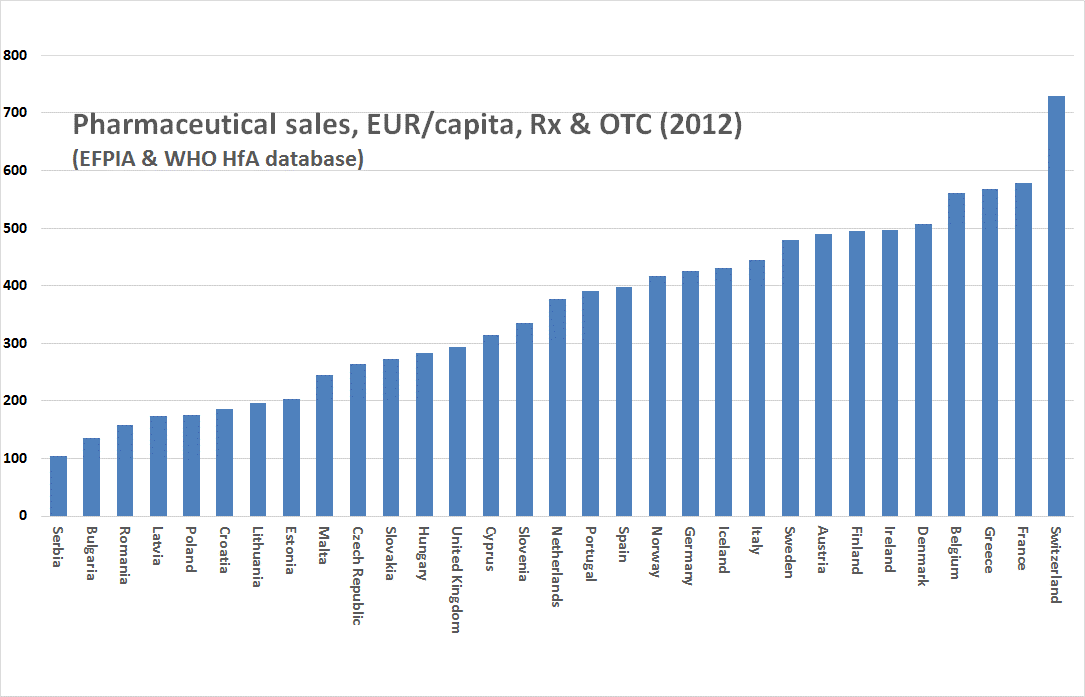 Pharmaceutical sales, EUR/capita, Rx & OTC (2012)
(EFPIA & WHO HfA database)
800
700
600
500
400
300
200
100
0
Serbia
Bulgaria
Romania
Latvia
Poland
Croatia
Lithuania
Estonia
Malta
Czech Republic
Slovakia
Hungary
United Kingdom
Cyprus
Slovenia
Netherlands
Portugal
Spain
Norway
Germany
Iceland
Italy
Sweden
Austria
Finland
Ireland
Denmark
Belgium
Greece
France
Switzerland